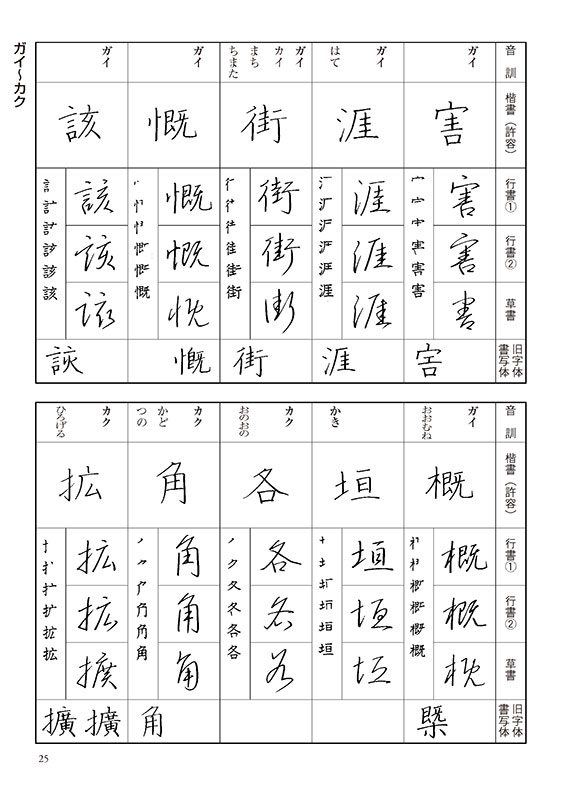 ガイ～カク
音訓
楷書（許容）
行書①
行書②
草書
旧字体
書写体
ガイ
害
害
害
害
ガイ
はて
涯
涯
涯
涯
涯
ガイ
カイ
まち
ちまた
街
街
街
街
街
ガイ
慨
慨
慨
慨
慨
ガイ
該
該
該
該
該
音訓
楷書（許容）
行書①
行書②
草書
旧字体
書写体
ガイ
おおむね
概
概
概
概
槩
かき
垣
垣
垣
垣
カク
おのおの
各
各
各
各
カク
かど
つの
角
角
角
角
角
カク
ひろげる
拡
拡
拡
擴
擴擴
25